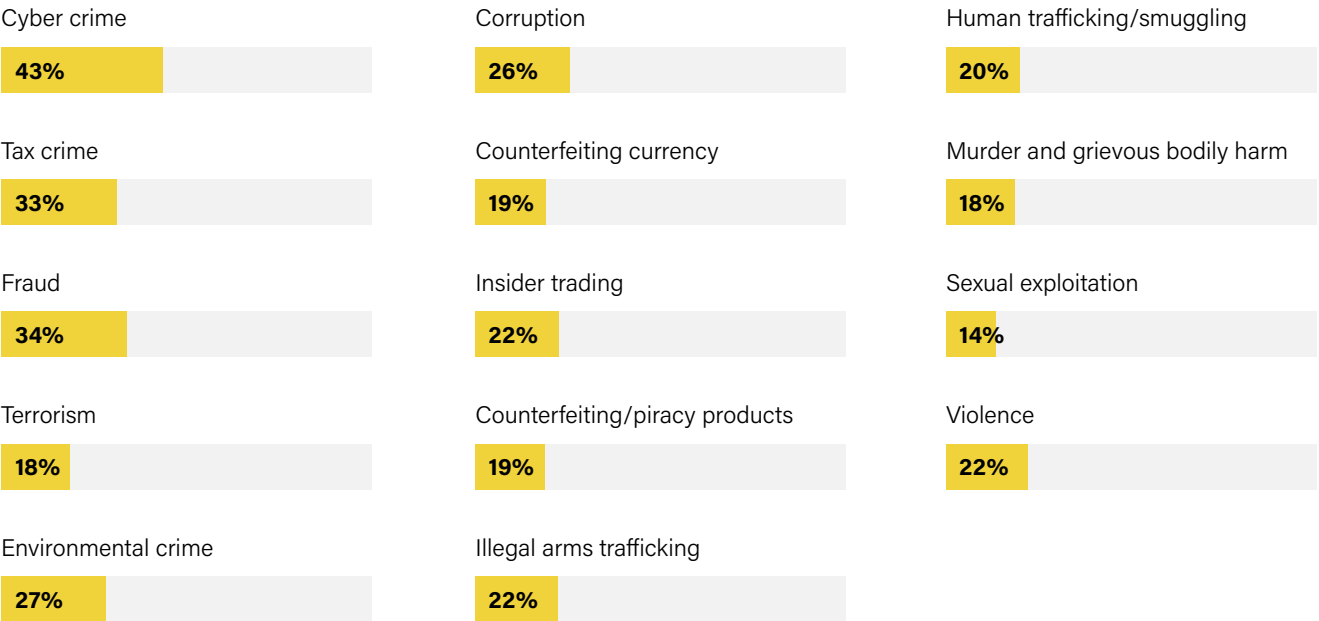 Cyber crime
43%
Tax crime
33%
Fraud
34%
Terrorism
18%
Environmental crime
27%
Corruption
26%
Counterfeiting currency
19%
Insider trading
22%
Counterfeiting/piracy products
19%
Illegal arms trafficking
22%
Human trafficking/smuggling
20%
Murder and grievous bodily harm
18%
Sexual exploitation
14%
Violence
22%